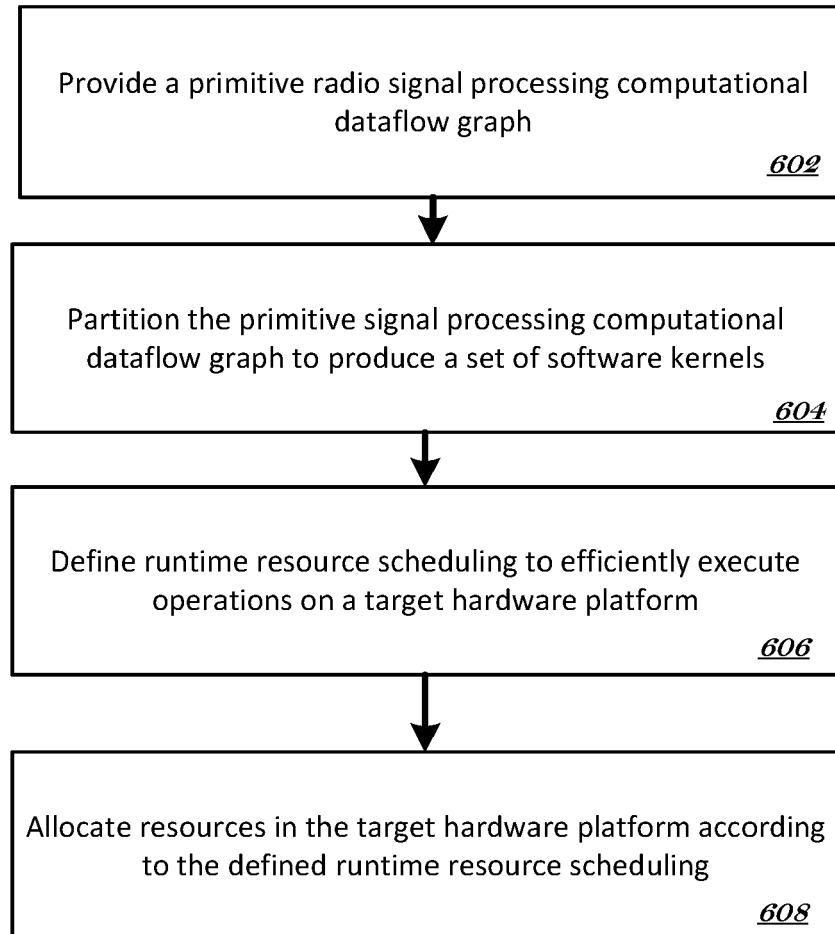 Provide a primitive radio signal processing computational
dataflow graph
602
Partition the primitive signal processing computational
dataflow graph to produce a set of software kernels
604
Define runtime resource scheduling to efficiently execute
operations on a target hardware platform
606
Allocate resources in the target hardware platform according
to the defined runtime resource scheduling
608